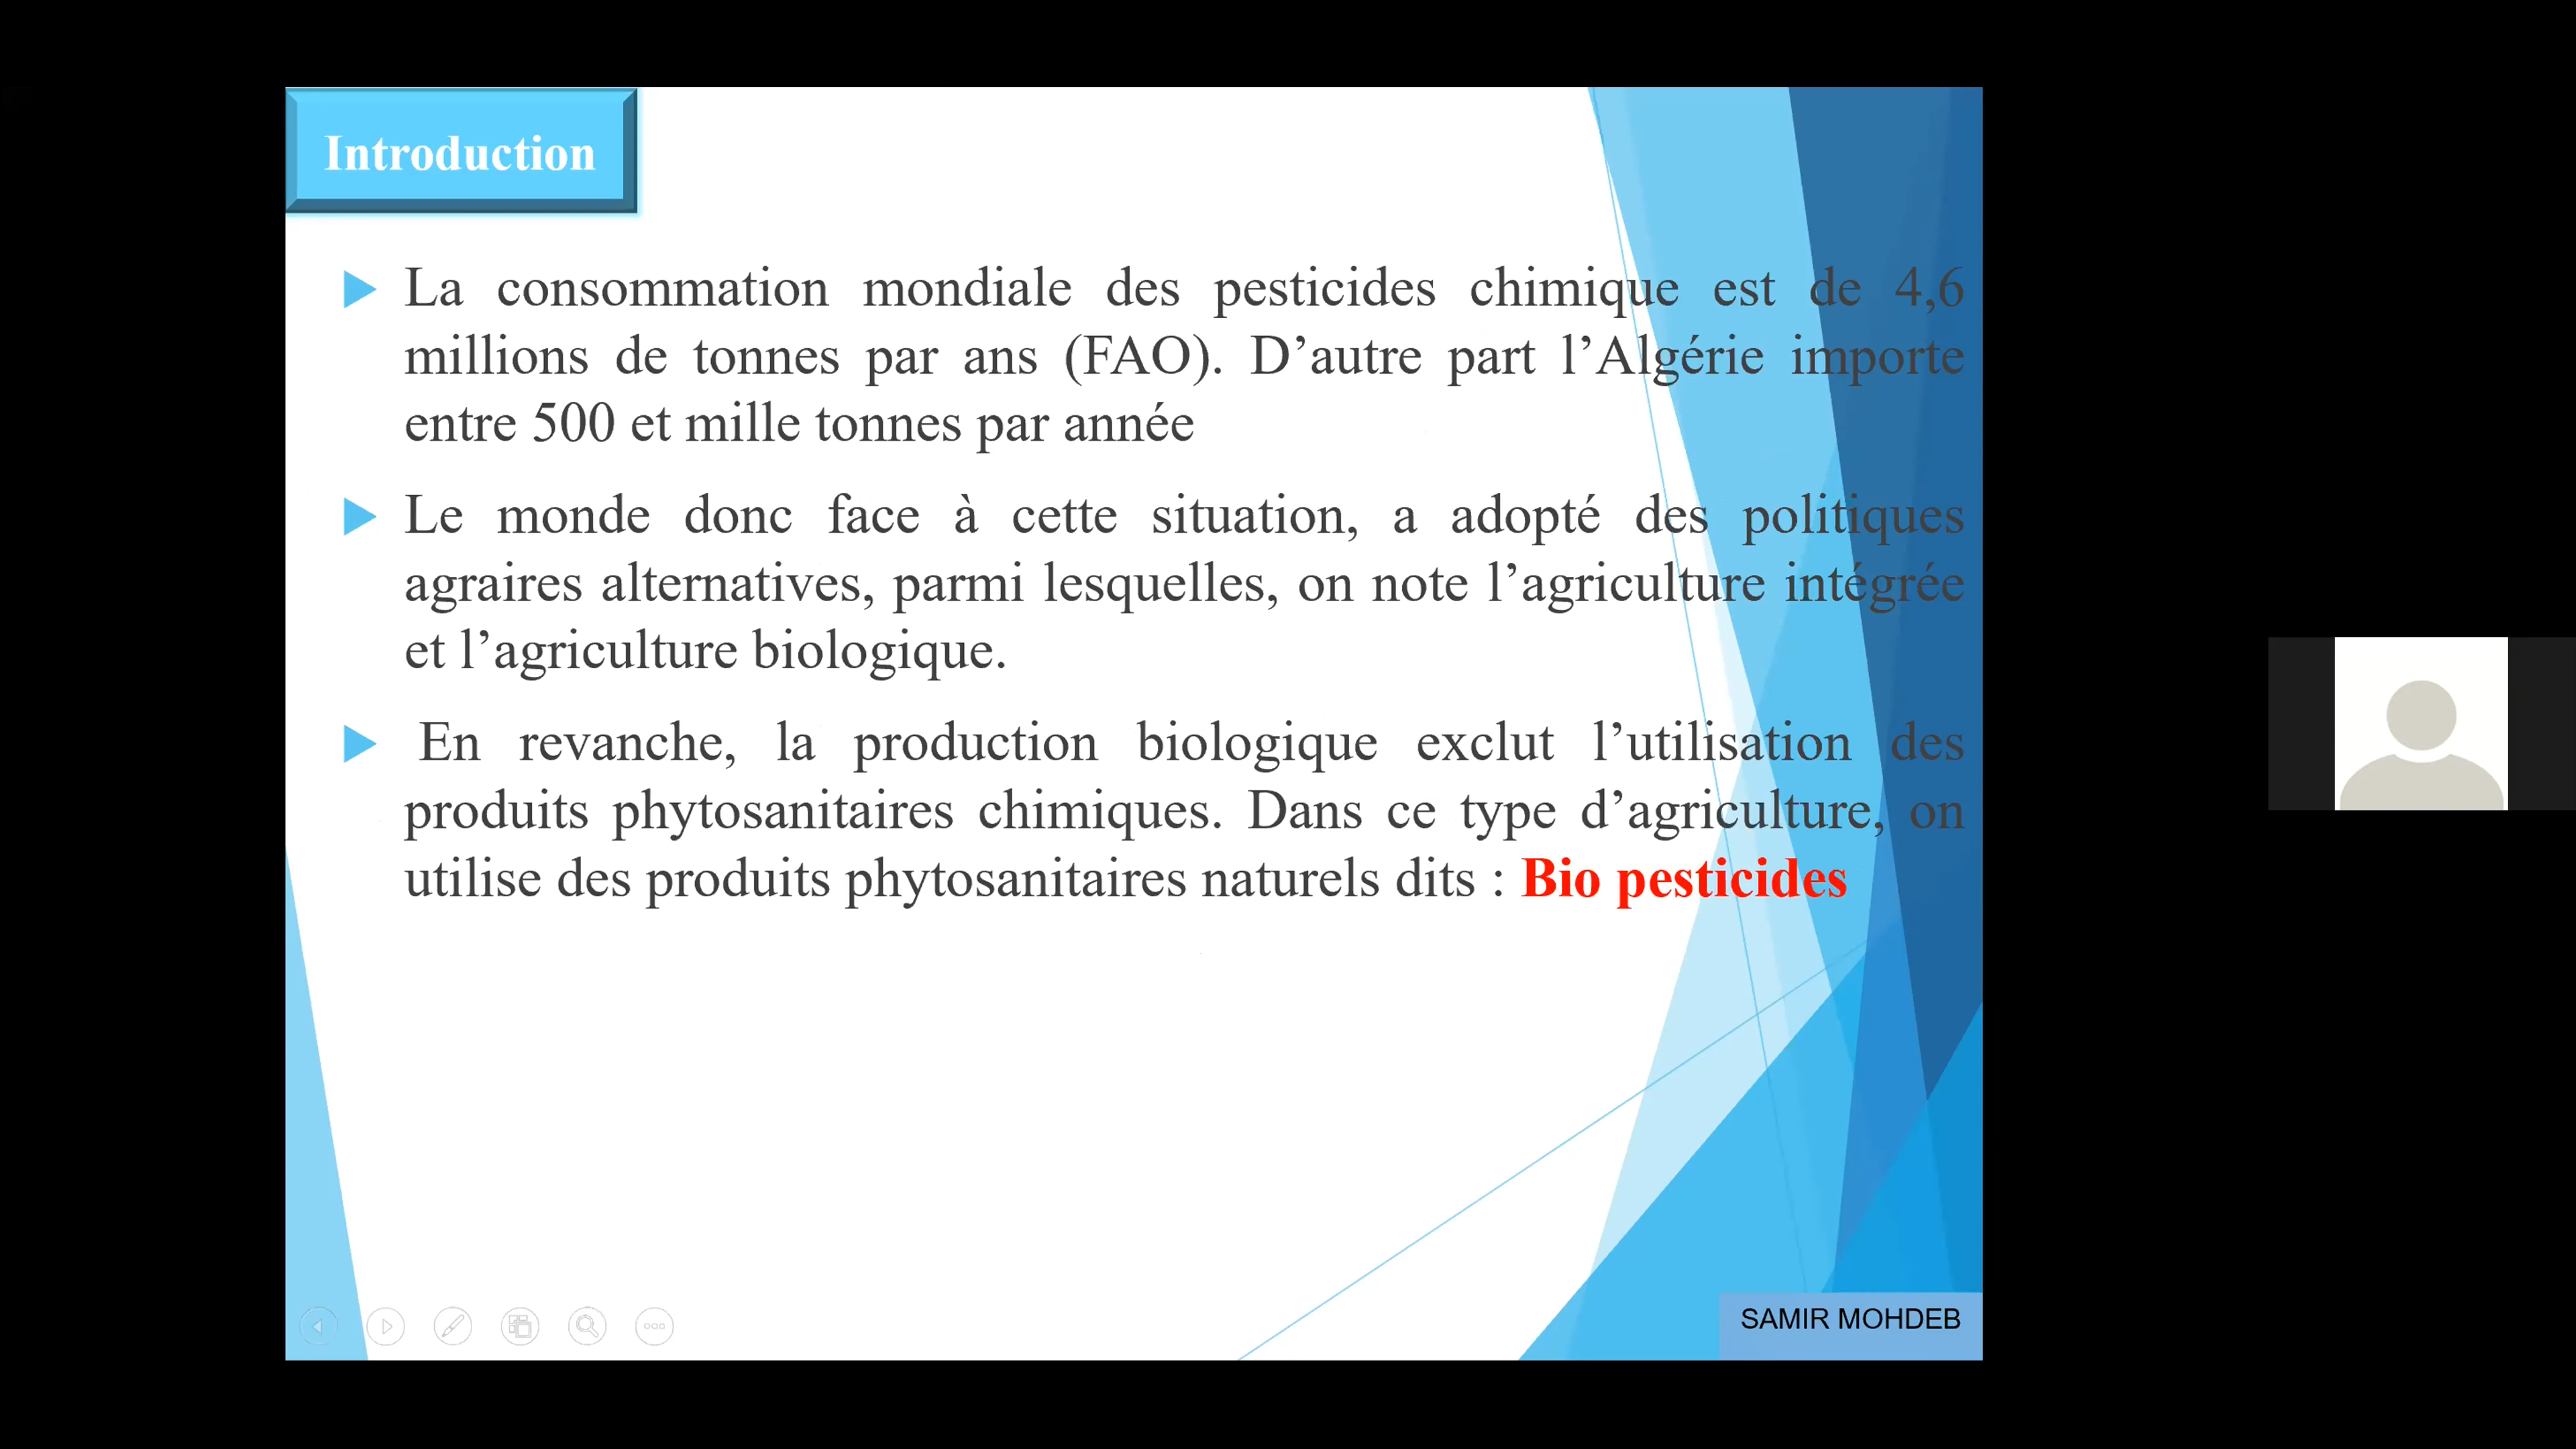 Introduction
La consommation mondiale des pesticides chimique est de 4,6
millions de tonnes par ans (FAO). D’autre part l’Algérie importe
entre 500 et mille tonnes par année
Le monde donc face à cette situation, a adopté des politiques
agraires alternatives, parmi lesquelles, on note l’agriculture intégrée
et l’agriculture biologique.
En revanche, la production biologique exclut l’utilisation des
produits phytosanitaires chimiques. Dans ce type d’agriculture, on
utilise des produits phytosanitaires naturels dits : Bio pesticides
SAMIR MOHDEB